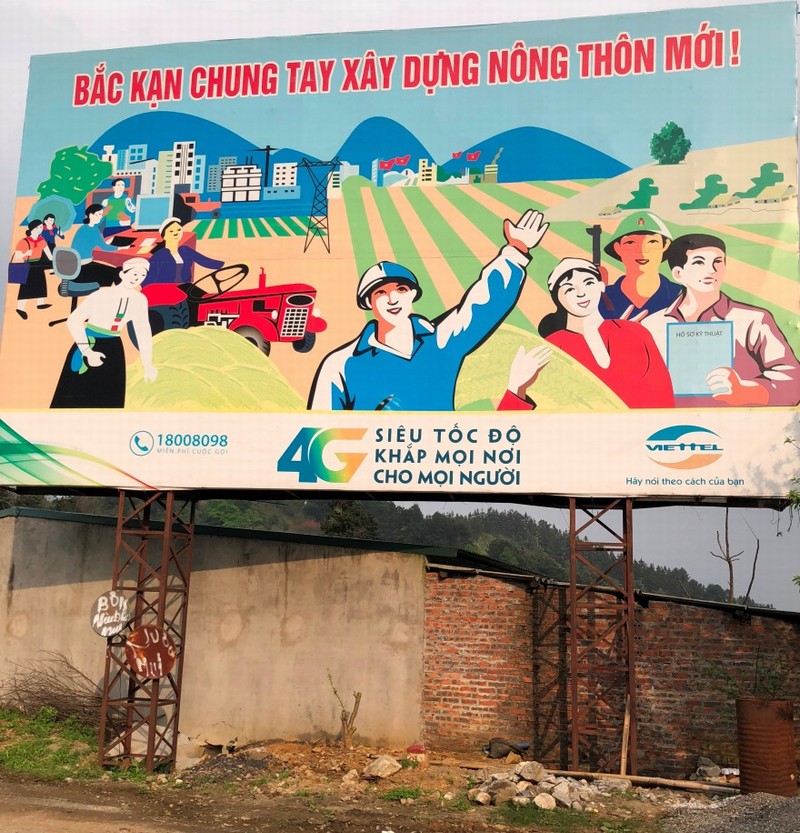 BẮC KẠN CHUNG TAY XÂY DỰNG NÔNG THÔN MỚI!
HỒ SƠ KỸ THUẬT
18008098
MIỄN PHÍ CƯỚC GỌI
4G
SIÊU TỐC ĐỘ
KHẮP MỌI NƠI
CHO MỌI NGƯỜI
VIETTEL
Hãy nói theo cách của bạn